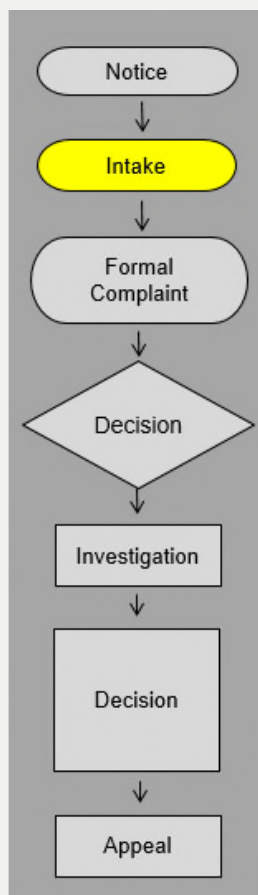 Notice
Intake
Formal
Complaint
Decision
Investigation
Decision
Appeal